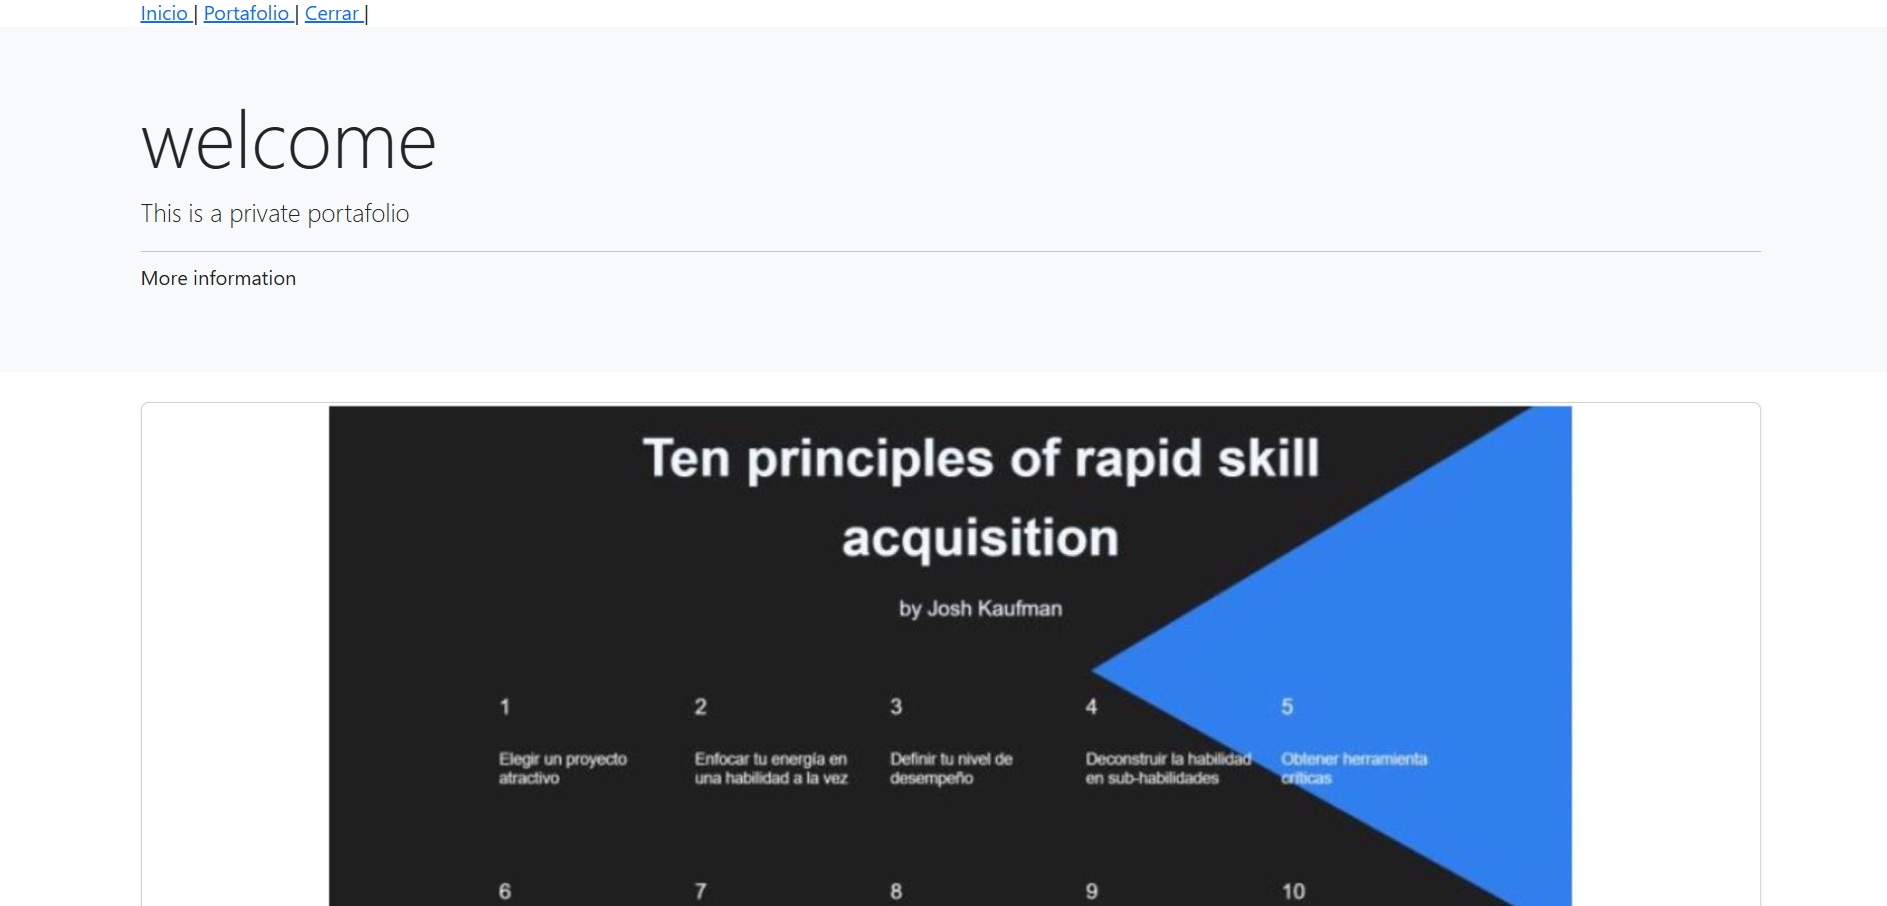 Inicio | Portafolio | Cerrar |
welcome
This is a private portafolio
More information
Ten principles of rapid skill
acquisition
by Josh Kaufman
1 2 3 4 5
Elegir un proyecto
atractivo
Enfocar tu energía en
una habilidad a la vez
Definir tu nivel de
desempeño
Deconstruir la habilidad
en sub-habilidades
Obtener herramienta
críticas
6 7 8 9 10